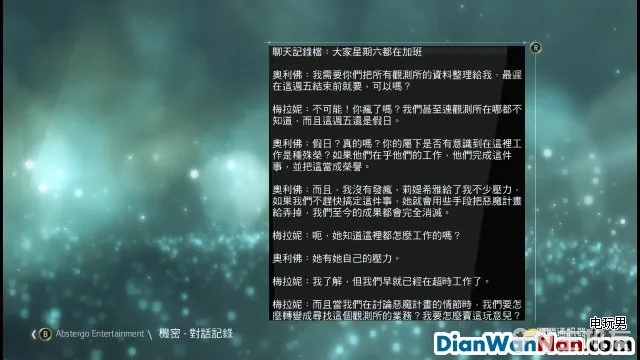 聊天記錄檔：大家星期六都在加班
R
奧利佛：我需要你們把所有觀測所的資料整理給我，最遲
在這週五結束前就要，可以嗎？
梅拉妮：不可能！你瘋了嗎？我們甚至連觀測所在哪都不
知道，而且這週五還是假日。
奧利佛：假日？真的嗎？你的屬下是否有意識到在這裡工
作是種殊榮？如果他們在乎他們的工作，他們完成這件
事，並把這當成榮譽。
奧利佛：而且，我沒有發瘋，莉媞希雅給了我不少壓力，
如果我們不趕快搞定這件事，她就會用些手段把惡魔計畫
給弄掉，我們至今的成果都會完全消滅。
梅拉妮：呃，她知道這裡都怎麼工作的嗎？
奧利佛：她有她自己的壓力。
梅拉妮：我了解，但我們早就已經在超時工作了。
梅拉妮：而且當我們在討論惡魔計畫的情節時，我們要怎
麼轉變成尋找這個觀測所的業務？我要怎麼賣這玩意兒？
B Abstergo Entertainment 機密 - 對話記錄
电玩男
DianWanNan.com